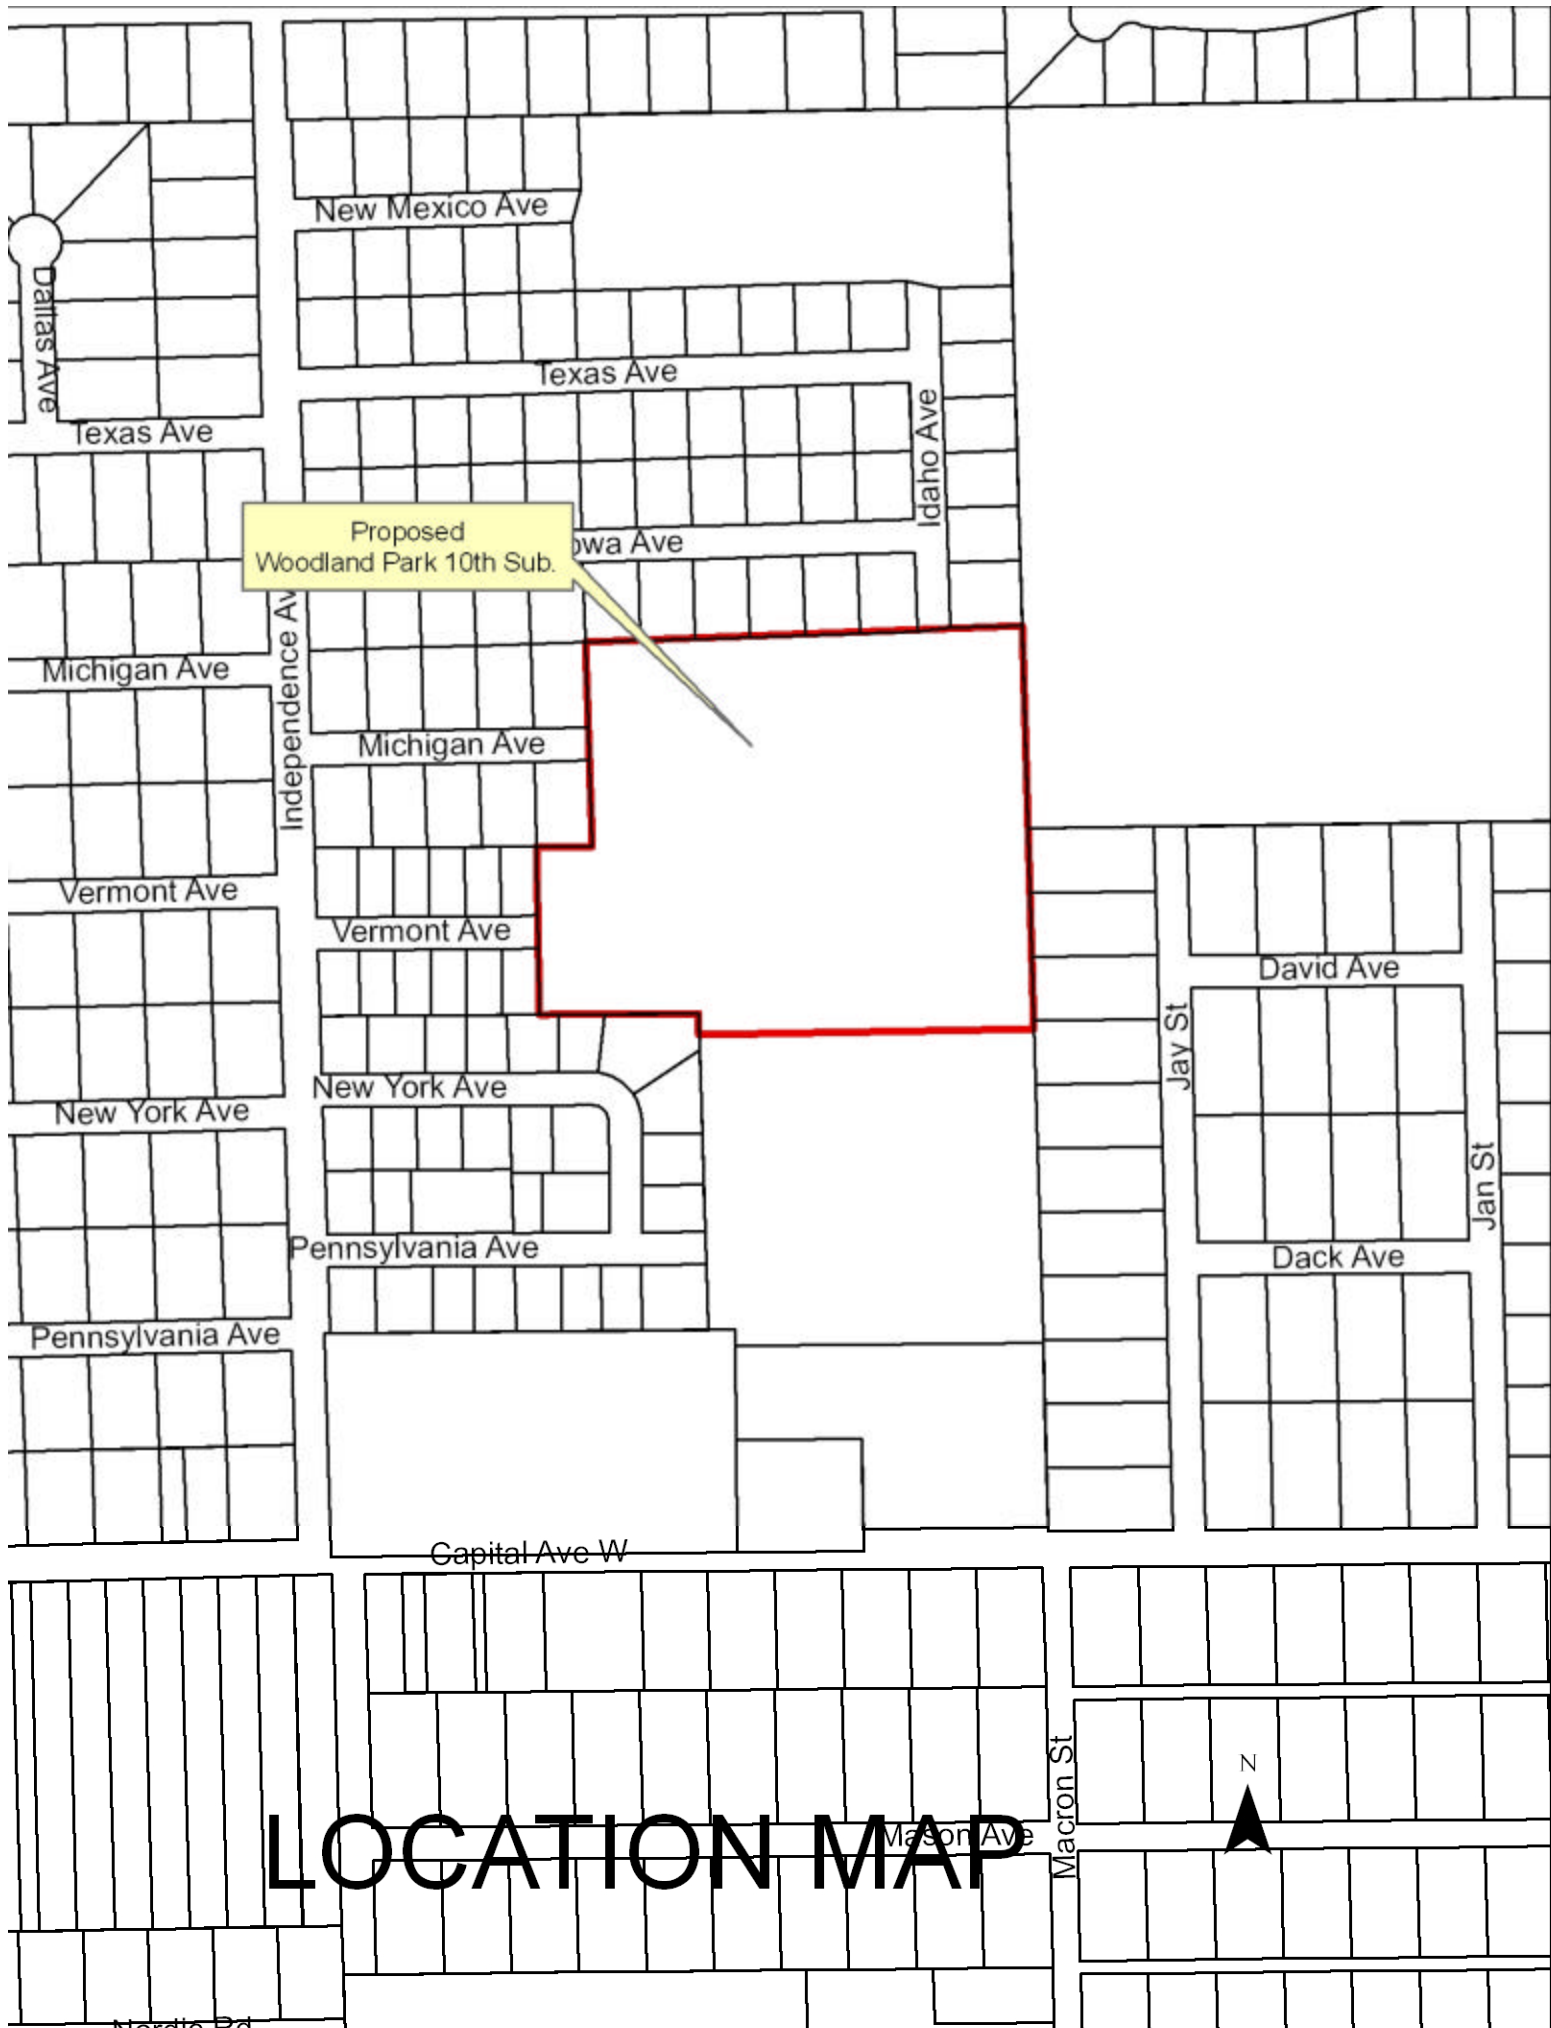 New Mexico Ave
Dallas Ave
Texas Ave
Texas Ave
Idaho Ave
Proposed
Woodland Park 10th Sub.
owa Ave
Independence Av
Michigan Ave
Michigan Ave
Vermont Ave
Vermont Ave
David Ave
Jay St
New York Ave
New York Ave
Jan St
Pennsylvania Ave
Dack Ave
Pennsylvania Ave
Capital Ave W
Macron St
N
LOCATION MAP
Mason Ave